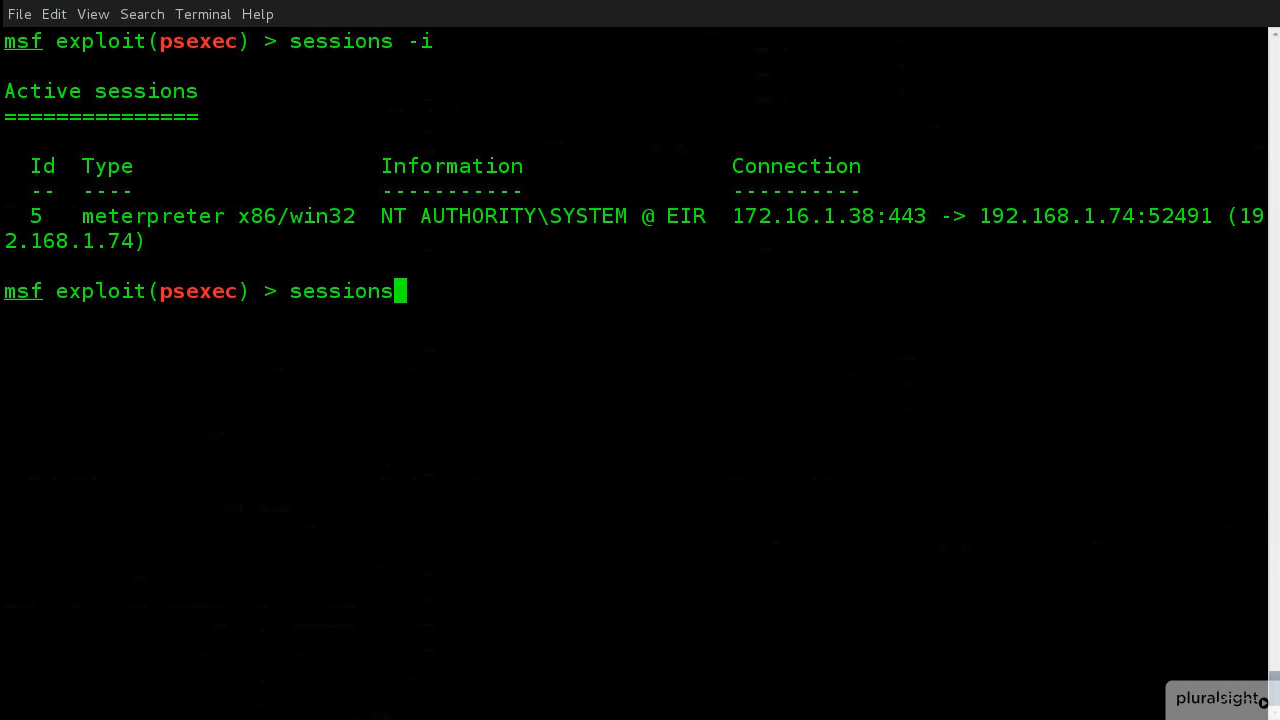 File Edit View Search Terminal Help
msf exploit(psexec) > sessions -i
Active sessions
===============
Id Type Information Connection
-- ---- ----------- ----------
5 meterpreter x86/win32 NT AUTHORITY\SYSTEM @ EIR 172.16.1.38:443 -> 192.168.1.74:52491 (19
2.168.1.74)
msf exploit(psexec) > sessions
pluralsight